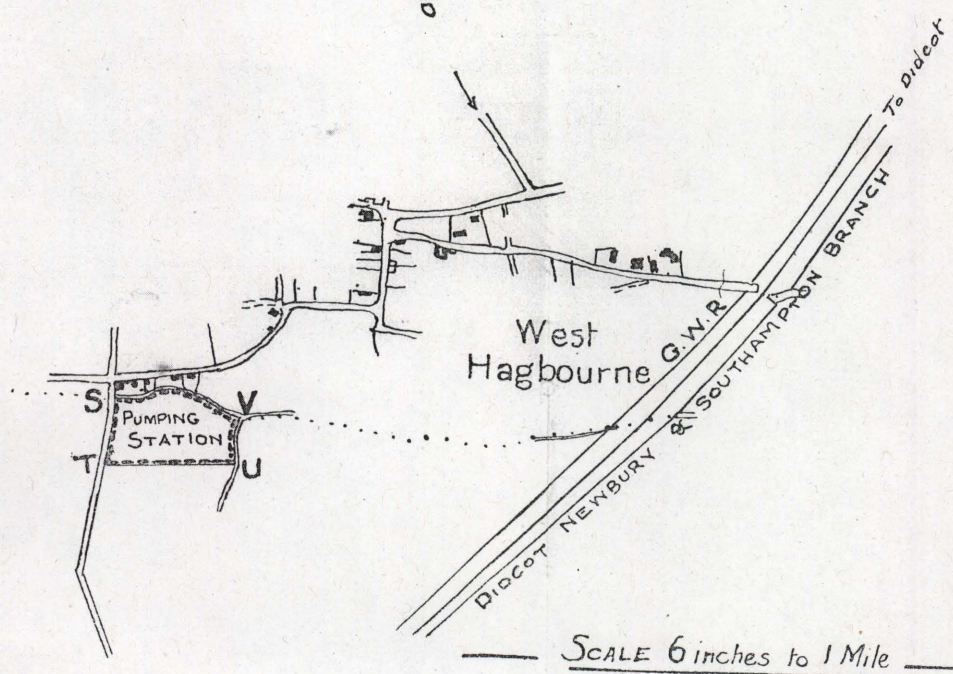 To Didcot
West
Hagbourne
G.W.R
DIDCOT NEWBURY & SOUTHAMPTON BRANCH
S
V
PUMPING
STATION
T
U
SCALE 6 inches to 1 Mile